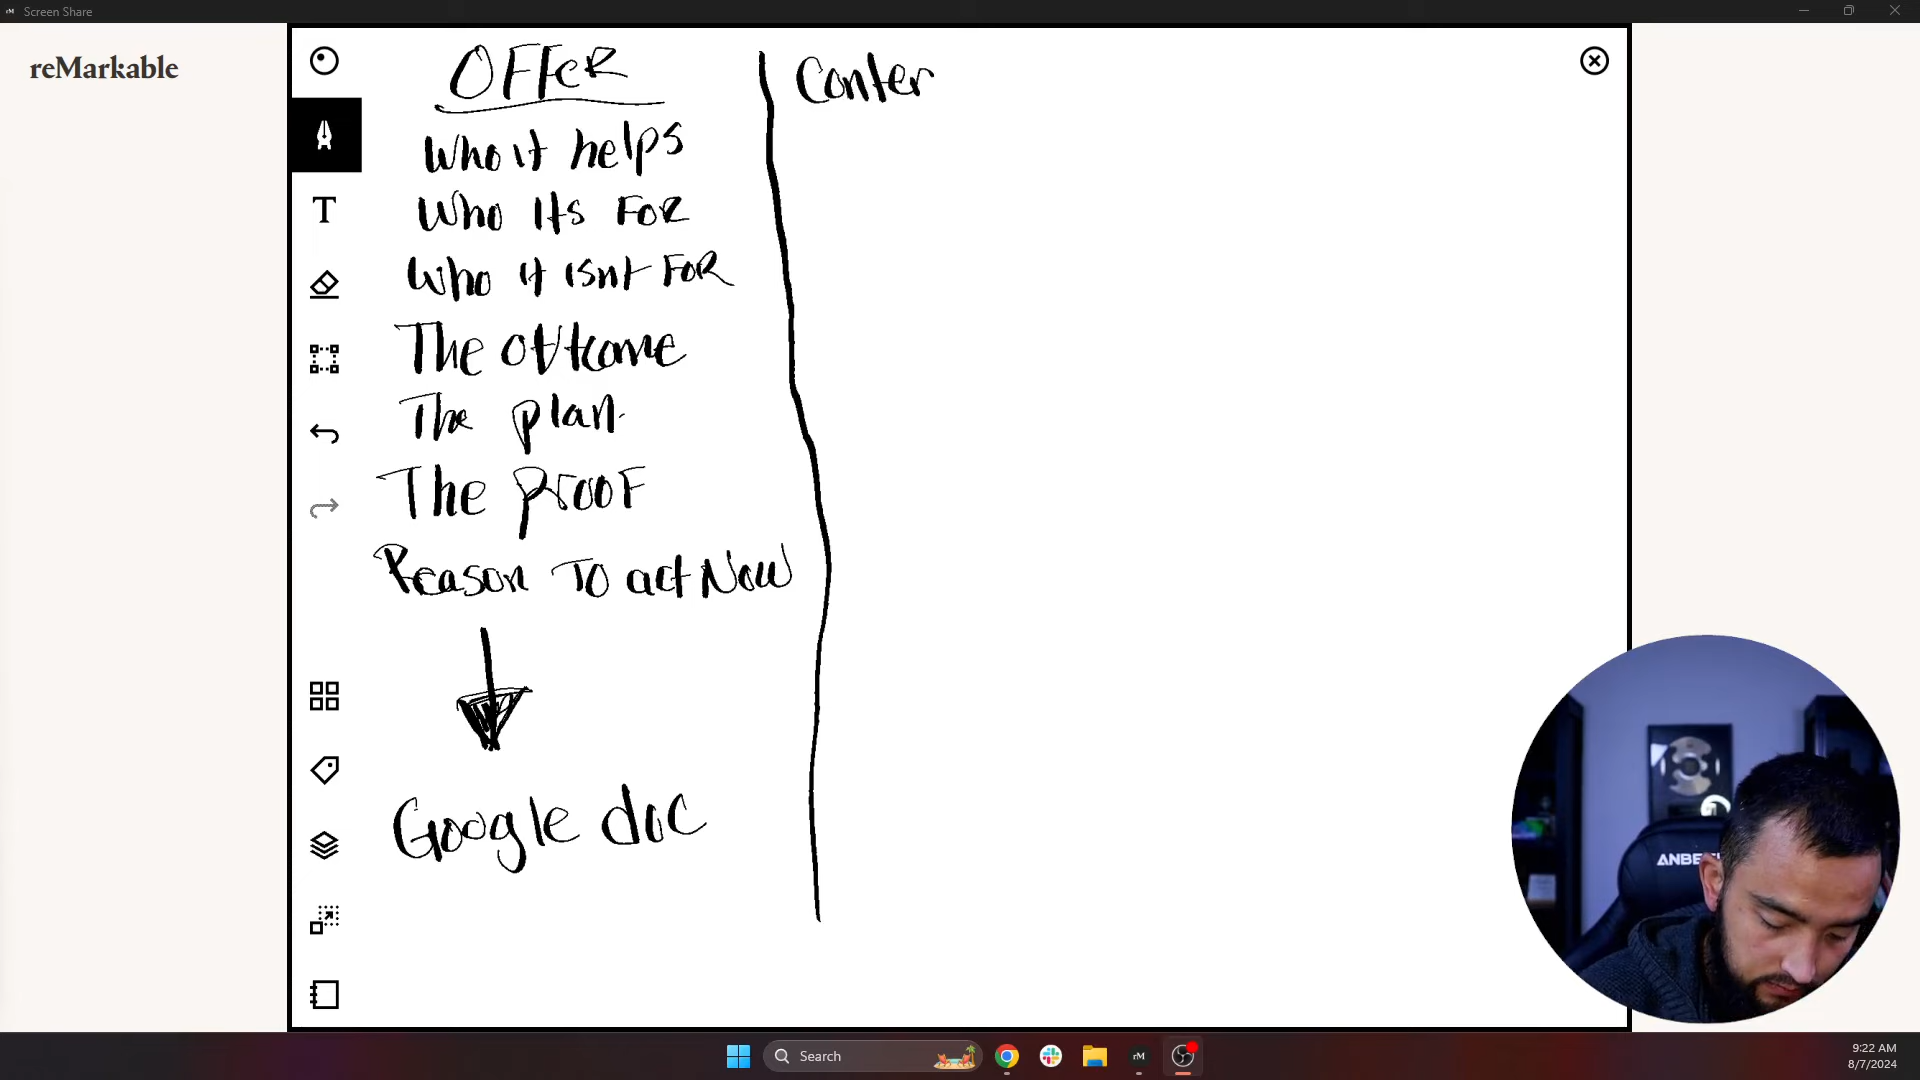 Screen Share
reMarkable
OFFER
Who it helps
Who its FOR
Who it isnt FOR
The outcome
The plan
The proof
Reason To act Now
Google doc
Conter
T
ANBE
Search
rM
9:22 AM
8/7/2024